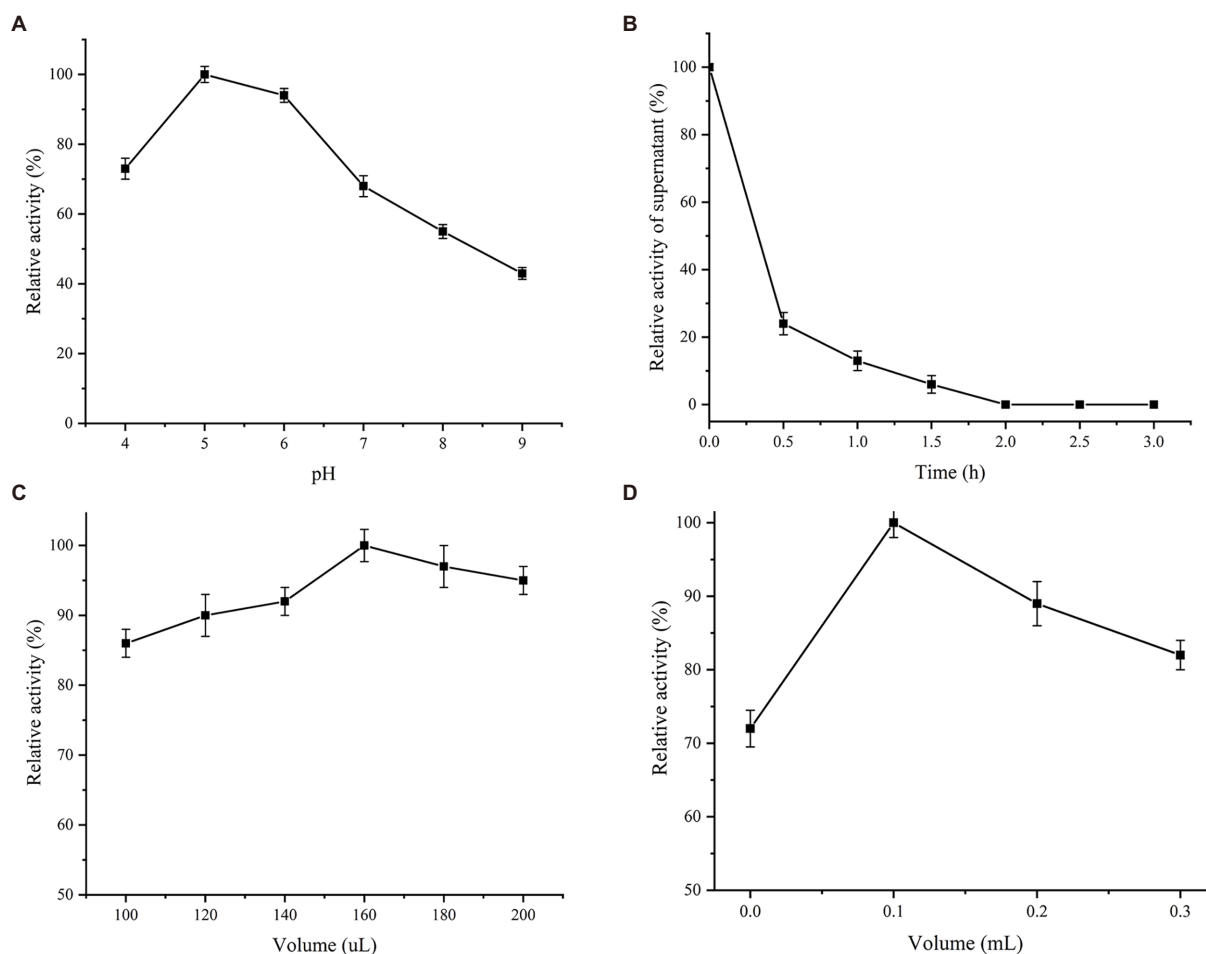 A
Relative activity (%)
100
80
60
40
20
0
4 5 6 7 8 9
pH
B
Relative activity of supernatant (%)
100
80
60
40
20
0
0.0 0.5 1.0 1.5 2.0 2.5 3.0
Time (h)
C
Relative activity (%)
100
90
80
70
60
50
100 120 140 160 180 200
Volume (uL)
D
Relative activity (%)
100
90
80
70
60
50
0.0 0.1 0.2 0.3
Volume (mL)